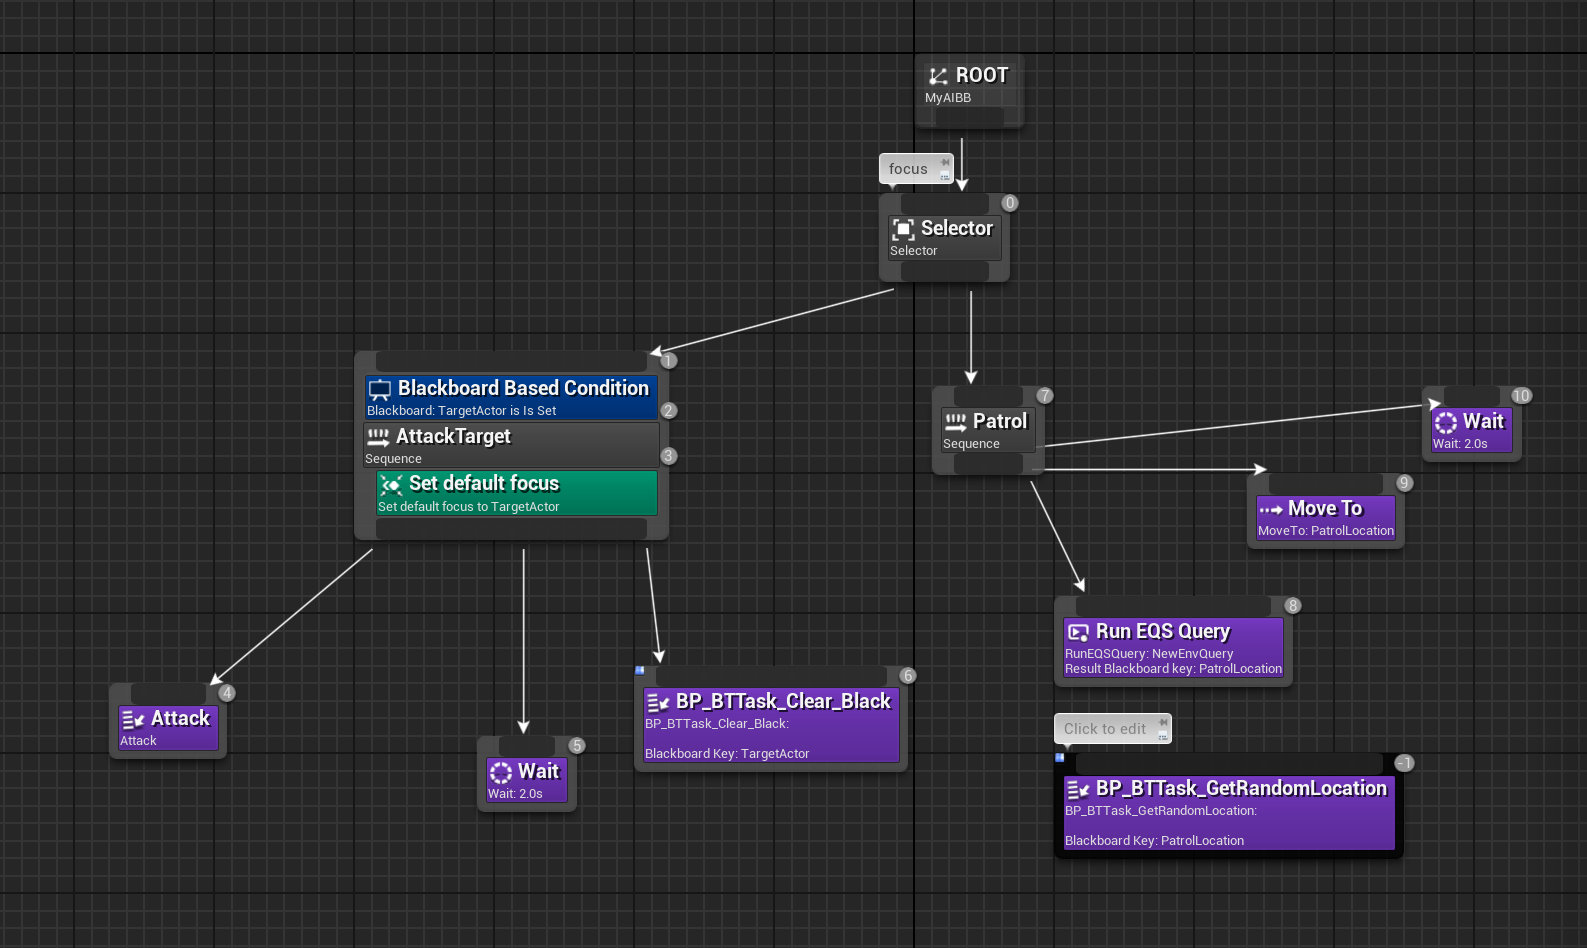 ROOT
MyAIBB
focus
0
Selector
Selector
1
Blackboard Based Condition
Blackboard: TargetActor is Is Set
2
AttackTarget
Sequence
3
Set default focus
Set default focus to TargetActor
7
Patrol
Sequence
10
Wait
Wait: 2.0s
9
Move To
MoveTo: PatrolLocation
8
Run EQS Query
RunEQSQuery: NewEnvQuery
Result Blackboard key: PatrolLocation
4
Attack
Attack
5
Wait
Wait: 2.0s
6
BP_BTTask_Clear_Black
BP_BTTask_Clear_Black:
Blackboard Key: TargetActor
Click to edit
-1
BP_BTTask_GetRandomLocation
BP_BTTask_GetRandomLocation:
Blackboard Key: PatrolLocation